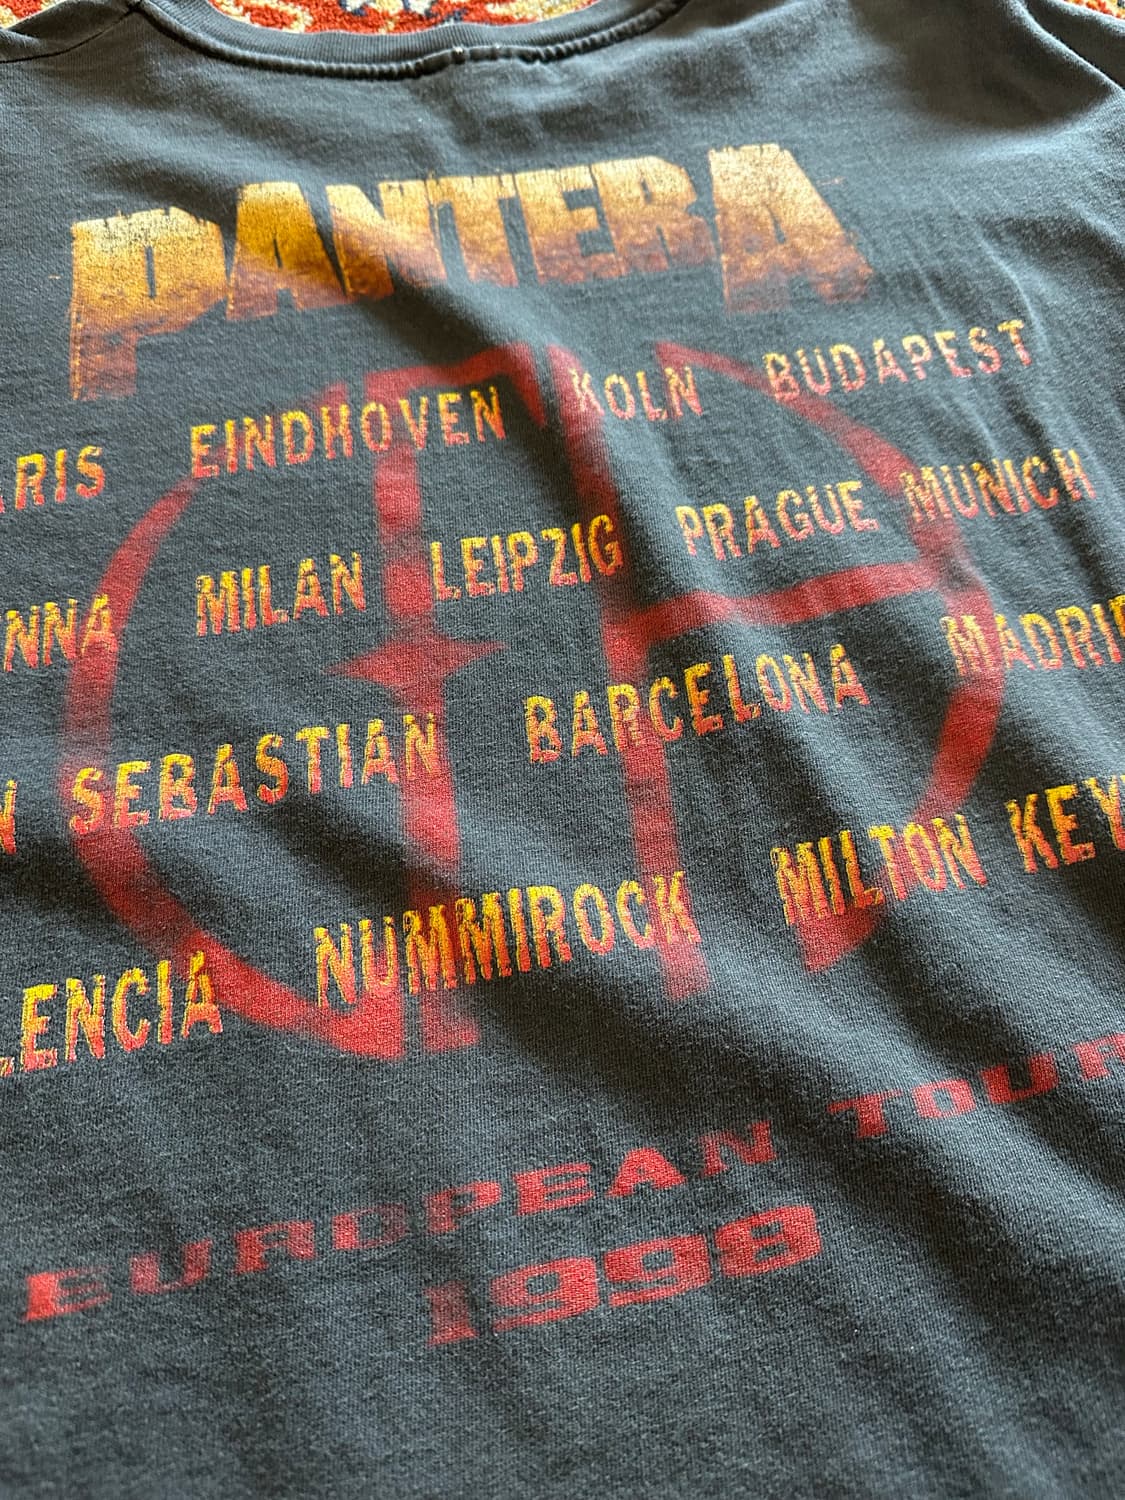 PANTERA
ARIS EINDHOVEN KOLN BUDAPEST
NNA MILAN LEIPZIG PRAGUE MUNICH
N SEBASTIAN BARCELONA MADRID
LENCIA NUMMIROCK MILTON KEY
EUROPEAN TOUR
1998